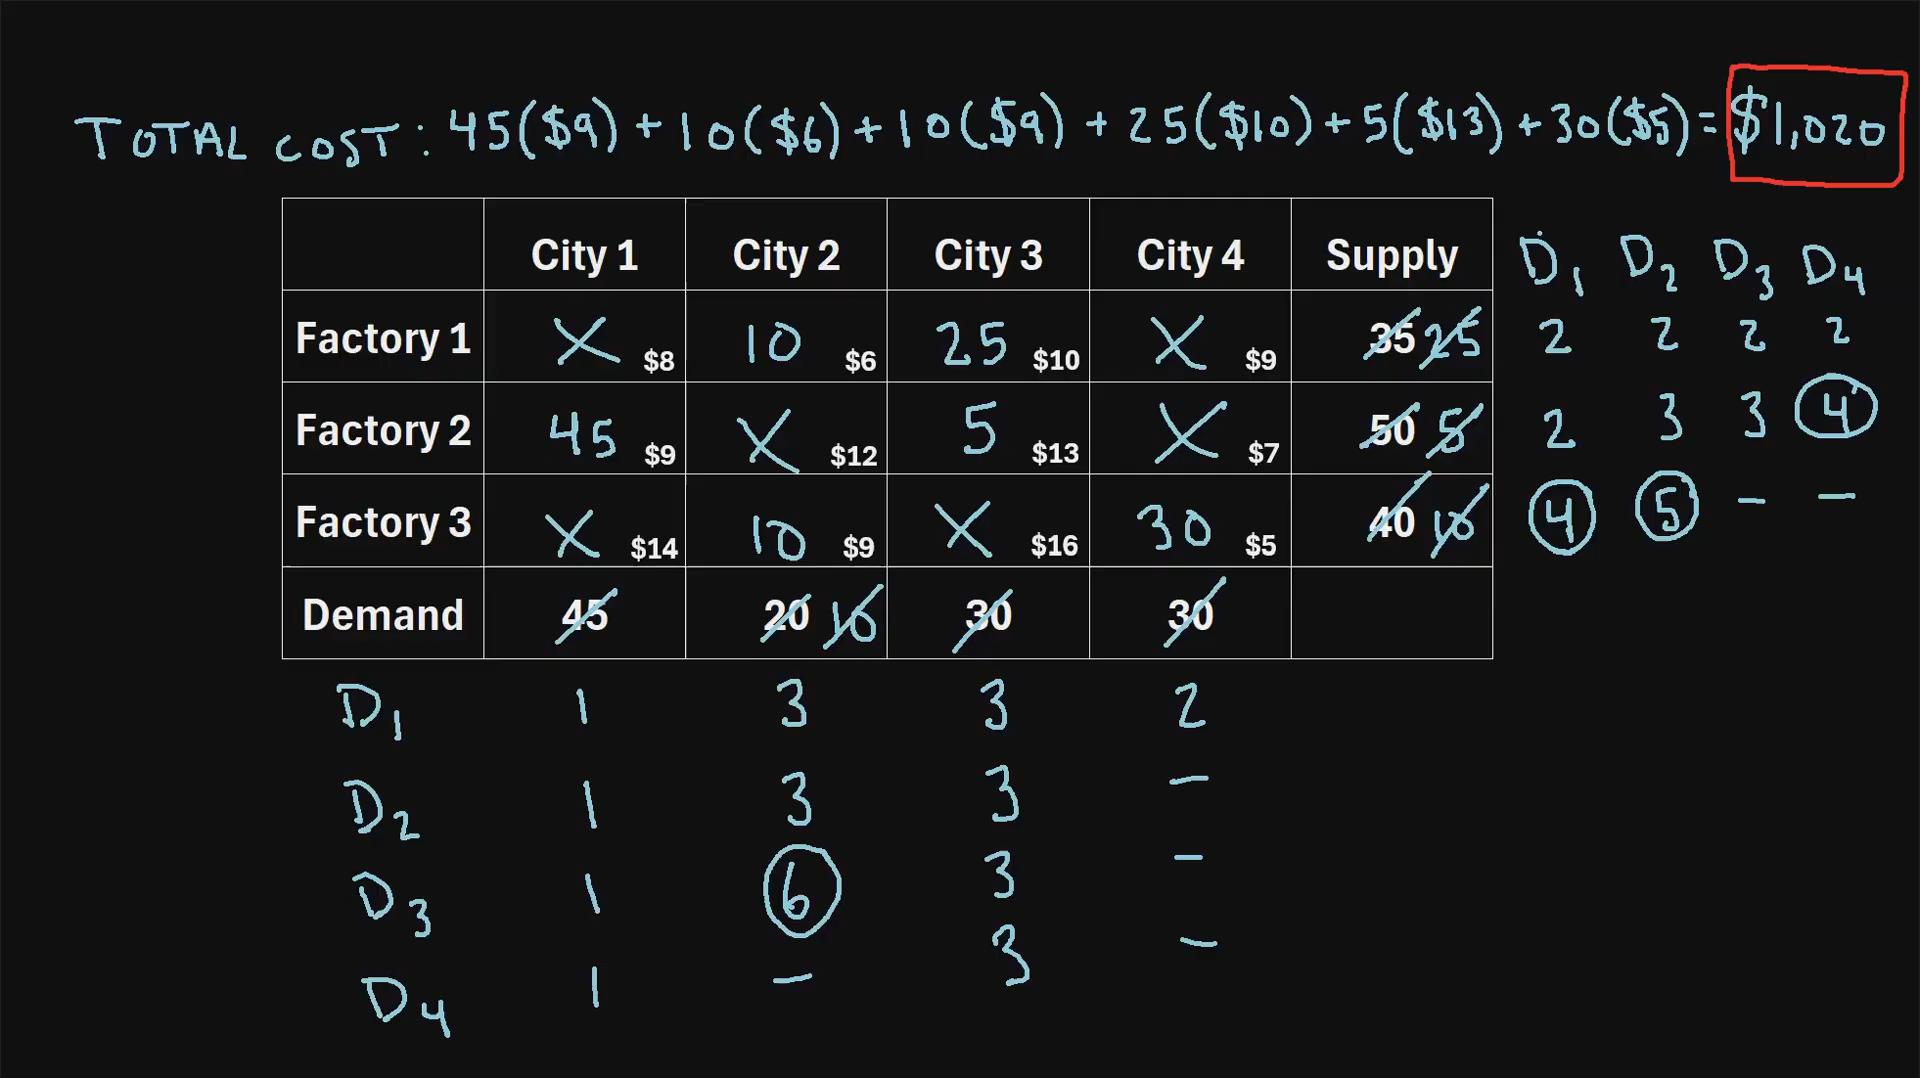 TOTAL COST: 45($9) + 10($6) + 10($9) + 25($10) + 5($13) + 30($5) = $1,020
City 1 City 2 City 3 City 4 Supply D1 D2 D3 D4
Factory 1 X $8 10 $6 25 $10 X $9 35 25 2 2 2 2
Factory 2 45 $9 X $12 5 $13 X $7 50 5 2 3 3 4
Factory 3 X $14 10 $9 X $16 30 $5 40 10 4 5 - -
Demand 45 20 10 30 30
D1 1 3 3 2
D2 1 3 3 -
D3 1 6 3 -
D4 1 - 3 -